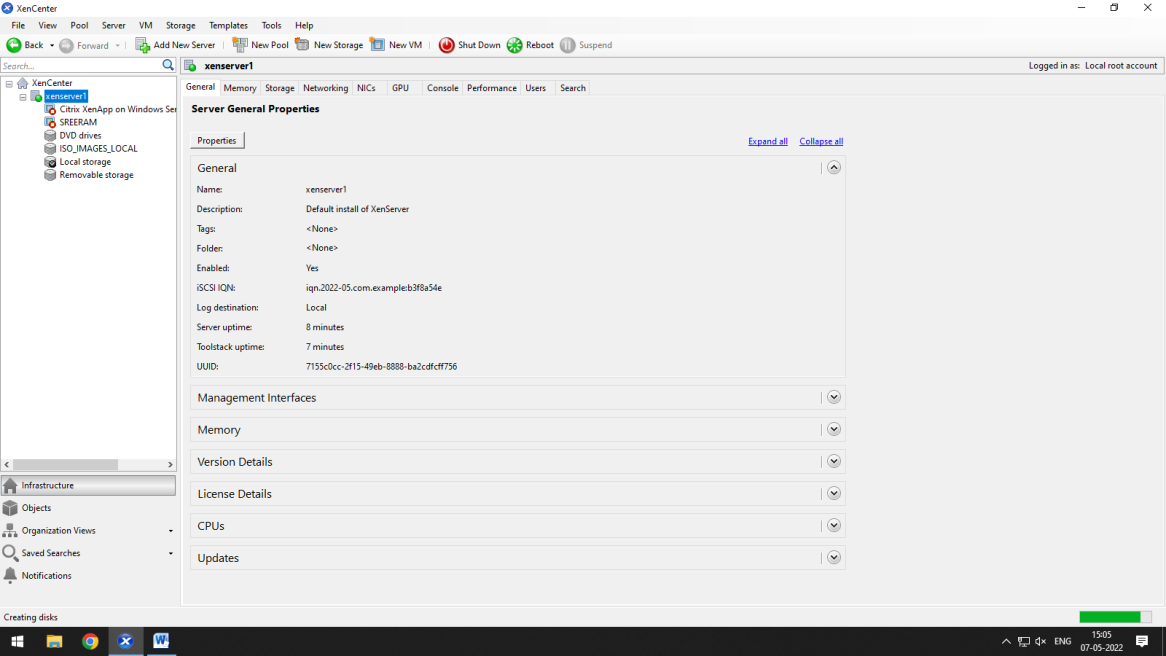 XenCenter
File View Pool Server VM Storage Templates Tools Help
Back Forward Add New Server New Pool New Storage New VM Shut Down Reboot Suspend
Search...
xenserver1 Logged in as: Local root account
XenCenter
xenserver1
Citrix XenApp on Windows Ser
SREERAM
DVD drives
ISO_IMAGES_LOCAL
Local storage
Removable storage
Infrastructure
Objects
Organization Views
Saved Searches
Notifications
General Memory Storage Networking NICs GPU Console Performance Users Search
Server General Properties
Properties Expand all Collapse all
General
Name: xenserver1
Description: Default install of XenServer
Tags: <None>
Folder: <None>
Enabled: Yes
iSCSI IQN: iqn.2022-05.com.example:b3f8a54e
Log destination: Local
Server uptime: 8 minutes
Toolstack uptime: 7 minutes
UUID: 7155c0cc-2f15-49eb-8888-ba2cdfcff756
Management Interfaces
Memory
Version Details
License Details
CPUs
Updates
Creating disks
ENG
15:05
07-05-2022